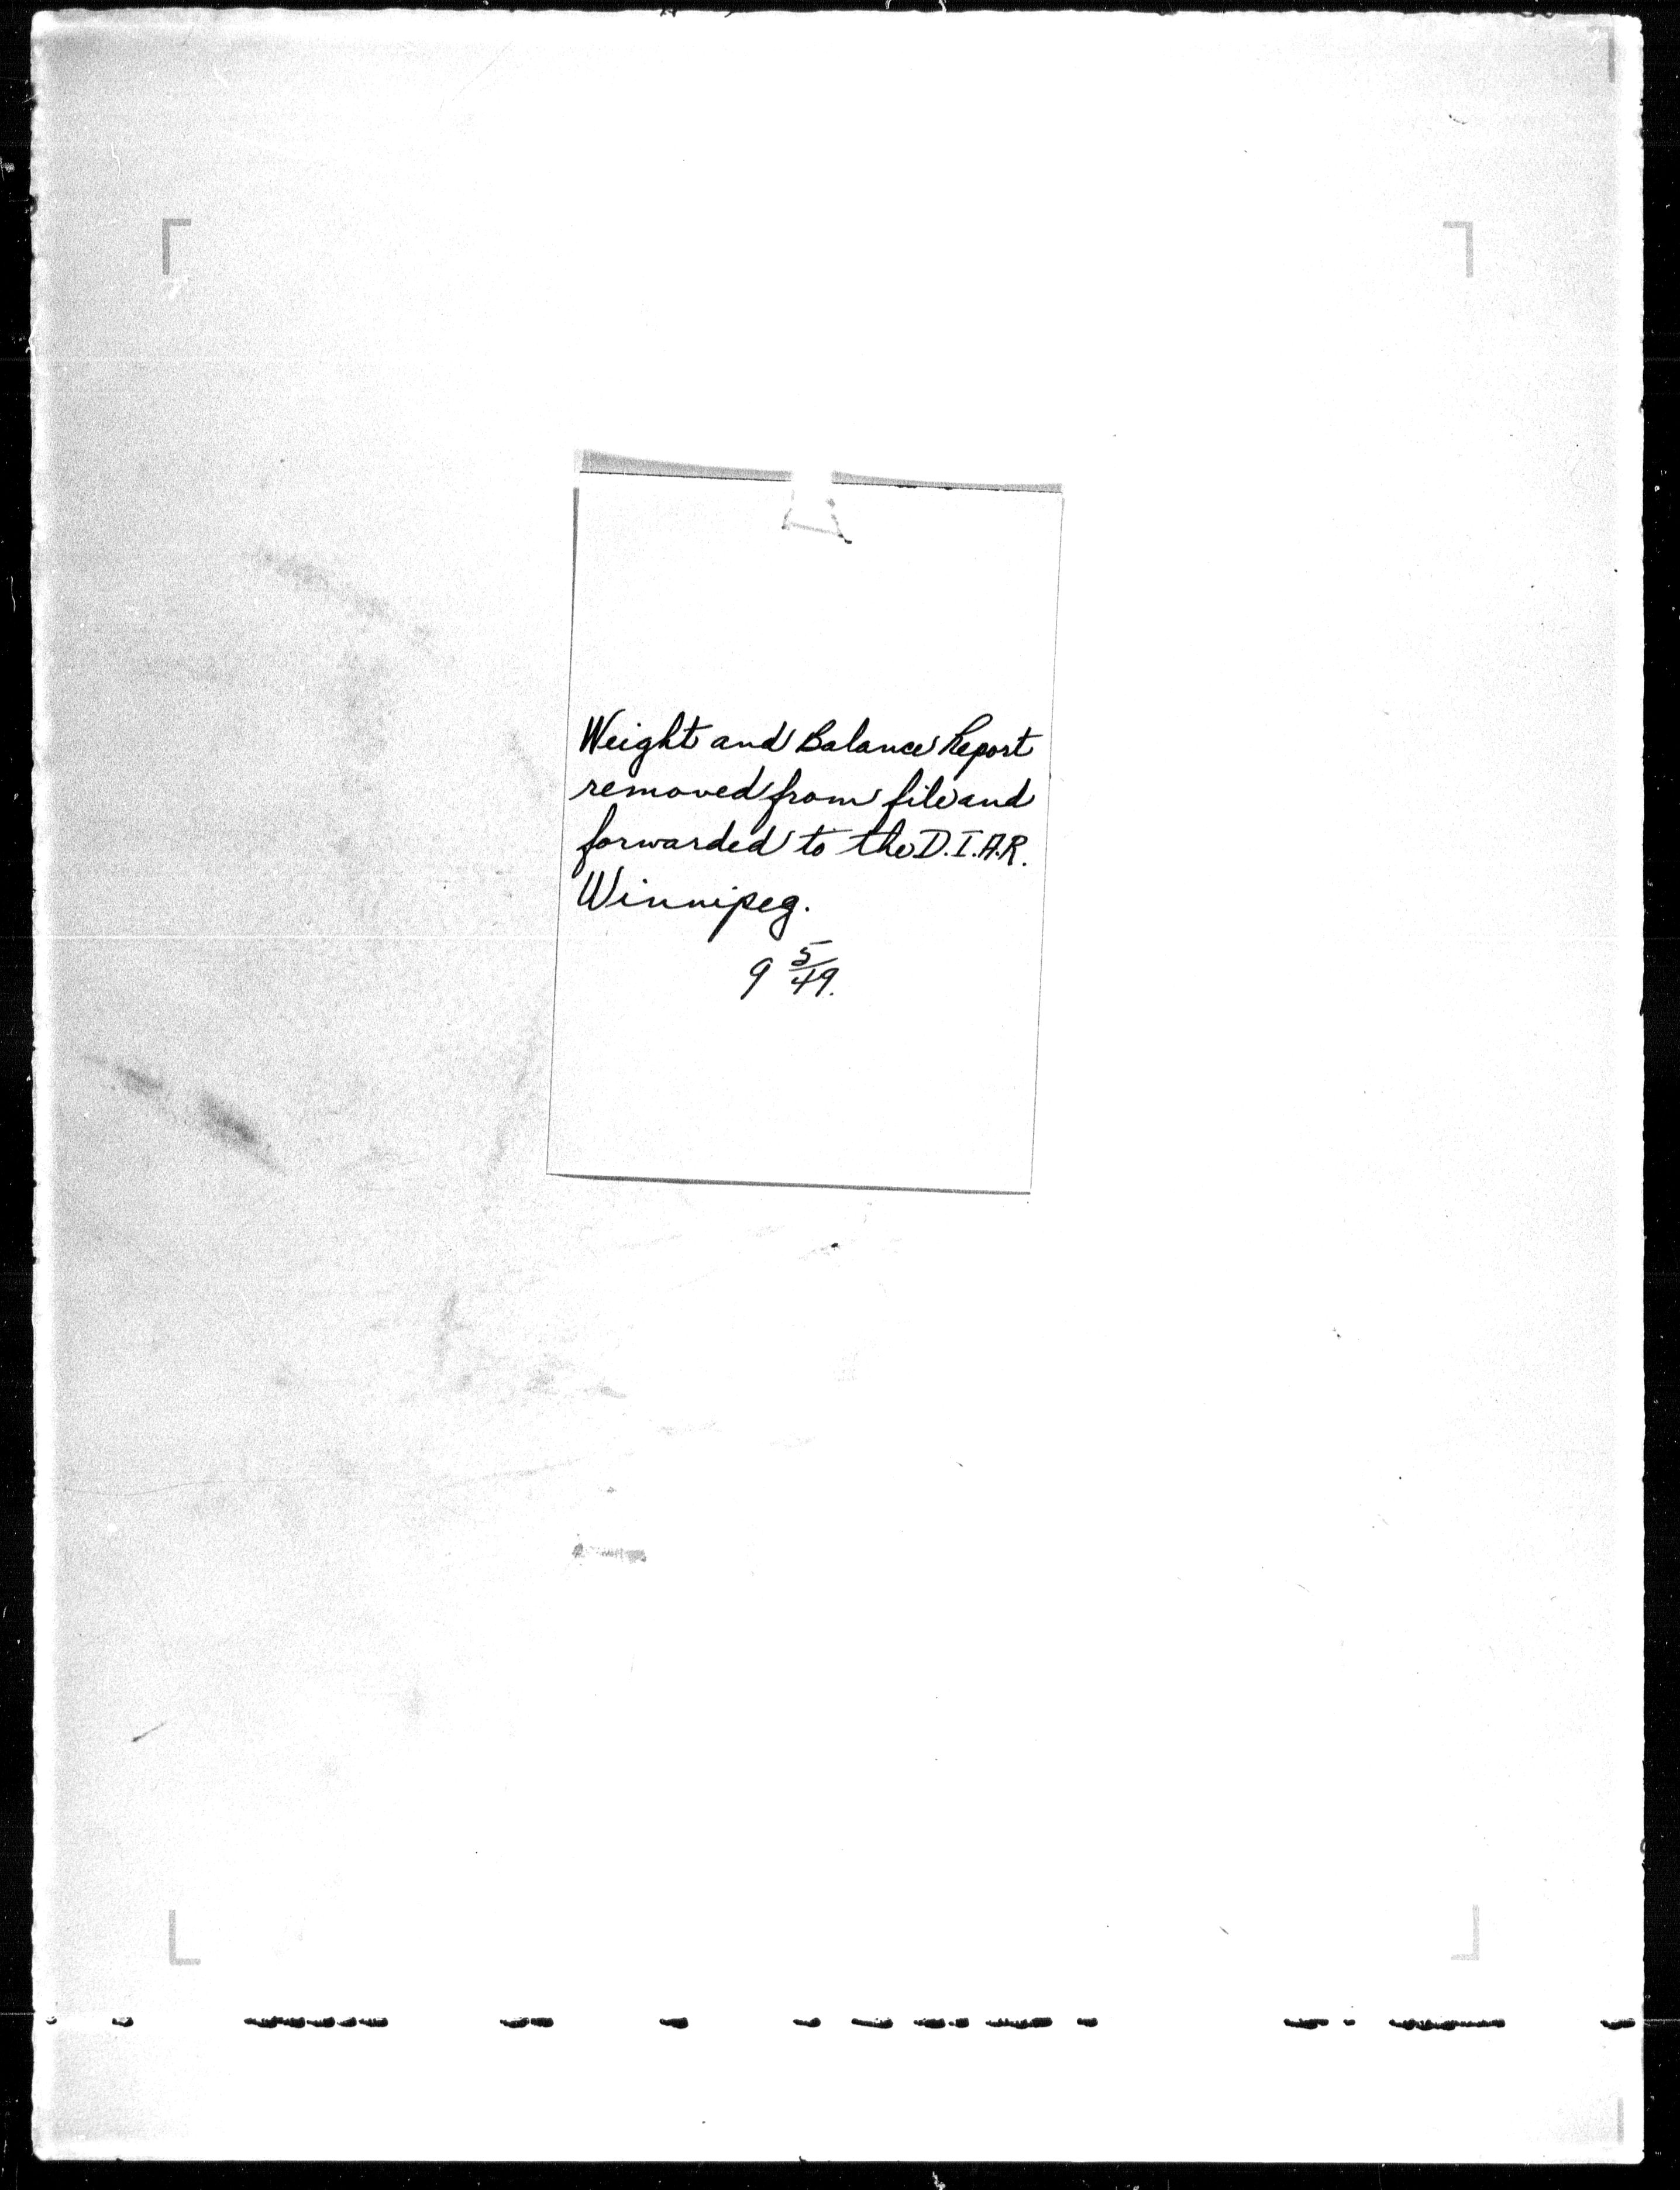 Weight and Balance Report
removed from file and
forwarded to the D.I.A.R.
Winnipeg.
9 5/49.